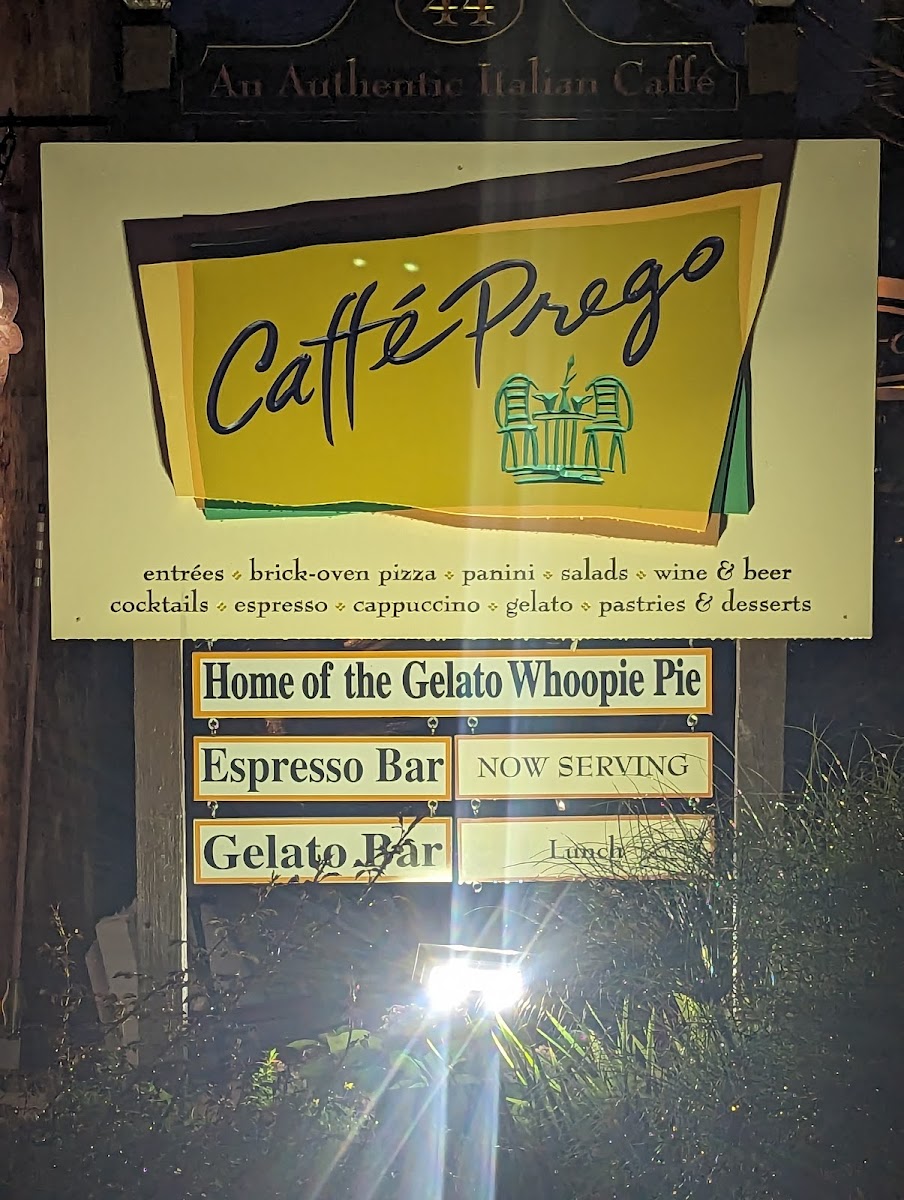 44
An Authentic Italian Caffé
Caffé Prego
entrées ❖ brick-oven pizza ❖ panini ❖ salads ❖ wine & beer
cocktails ❖ espresso ❖ cappuccino ❖ gelato ❖ pastries & desserts
Home of the Gelato Whoopie Pie
Espresso Bar
NOW SERVING
Gelato Bar
Lunch